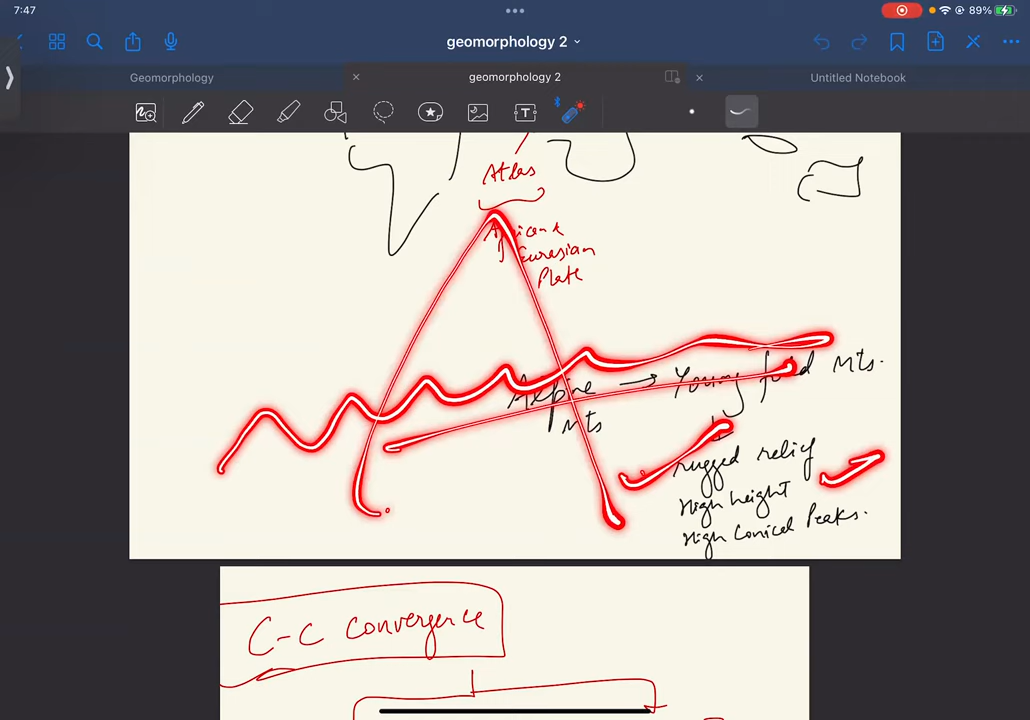 7:47
89%
geomorphology 2
Geomorphology
geomorphology 2
Untitled Notebook
Atlas
Eurasian
Plate
Alpine → Young fold Mts.
Mts
rugged relief
High height
High Conical Peaks.
C-C convergence